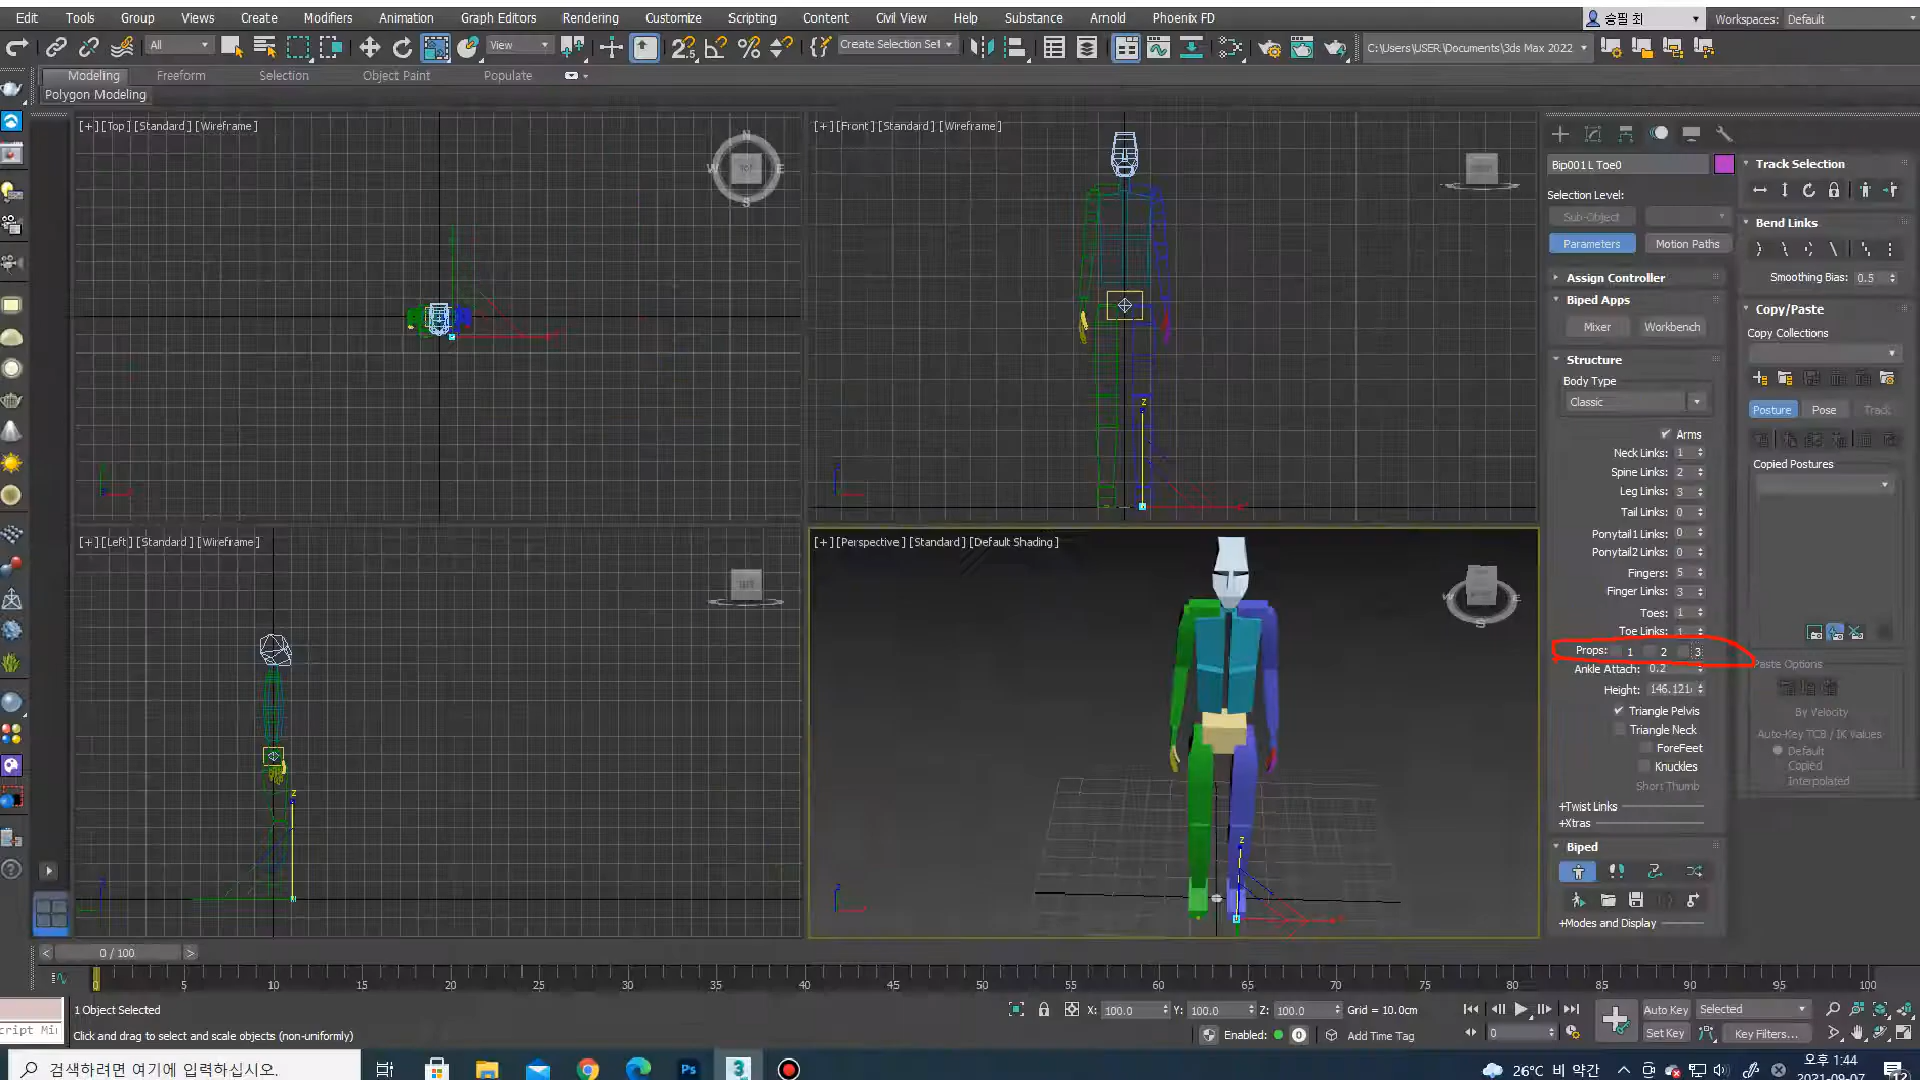 Edit Tools Group Views Create Modifiers Animation Graph Editors Rendering Customize Scripting Content Civil View Help Substance Arnold Phoenix FD 숭필 최 Workspaces: Default
All View Create Selection Set C:\Users\USER\Documents\3ds Max 2022
Modeling Freeform Selection Object Paint Populate
Polygon Modeling
[+][Top][Standard][Wireframe]
[+][Front][Standard][Wireframe]
N
W E
S
Bip001 L Toe0
Track Selection
Selection Level:
Sub-Object
Bend Links
Parameters Motion Paths
Assign Controller
Smoothing Bias: 0.5
Biped Apps
Copy/Paste
Mixer Workbench
Copy Collections
Structure
Body Type
Classic
Posture Pose Track
Arms
Neck Links: 1
Spine Links: 2
Copied Postures
Leg Links: 3
Tail Links: 0
Ponytail1 Links: 0
Ponytail2 Links: 0
Fingers: 5
Finger Links: 3
Toes: 1
Toe Links: 1
Props: 1 2 3
Ankle Attach: 0.2
Paste Options
Height: 146.121
Triangle Pelvis
By Velocity
Triangle Neck
Auto-Key TCB / IK Values
ForeFeet
Default
Knuckles
Copied
Short Thumb
Interpolated
+Twist Links
+Xtras
Biped
+Modes and Display
z
[+][Left][Standard][Wireframe]
[+][Perspective][Standard][Default Shading]
z
W E
S
z
z
< 0 / 100 >
0 5 10 15 20 25 30 35 40 45 50 55 60 65 70 75 80 85 90 95 100
1 Object Selected
X: 100.0 Y: 100.0 Z: 100.0 Grid = 10.0cm
Auto Key Selected
Click and drag to select and scale objects (non-uniformly)
Enabled: 0 Add Time Tag
0
Set Key Key Filters...
검색하려면 여기에 입력하십시오.
Ps 3
26°C 비 약간
오후 1:44
2021-09-07
12